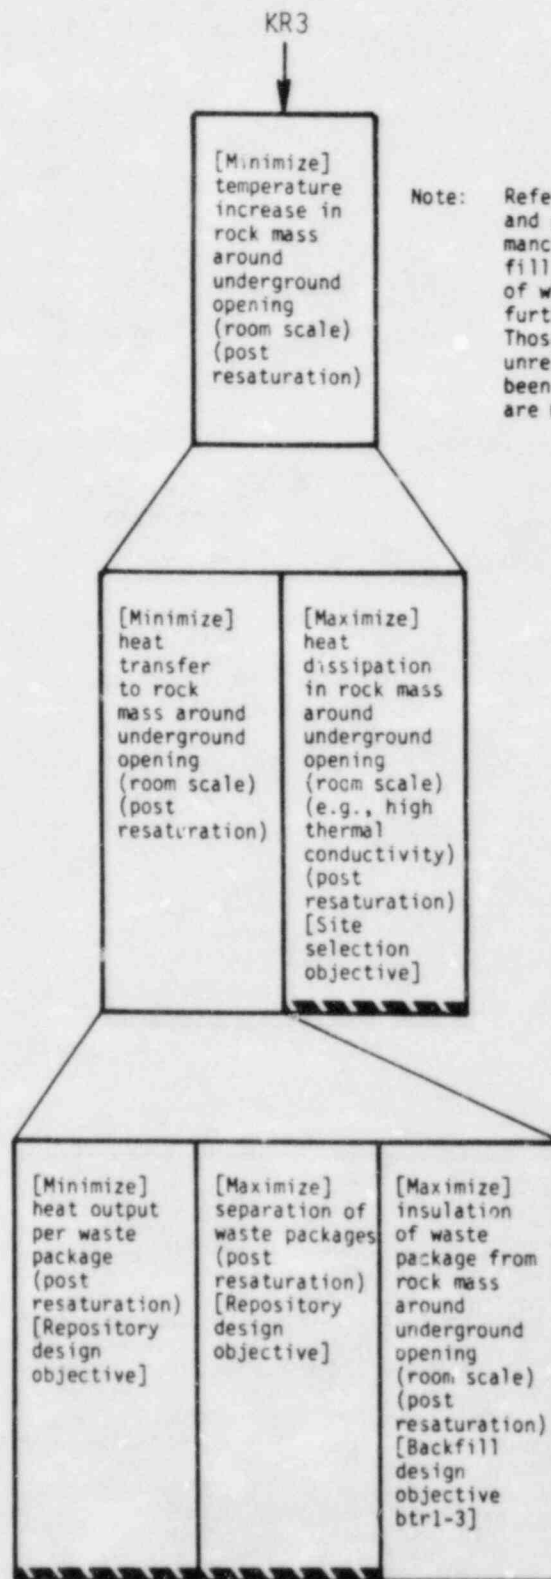 KR3
[Minimize]
temperature
increase in
rock mass
around
underground
opening
(room scale)
(post
resaturation)
Note:
Refe
and
manc
fill
of w
furt
Thos
unre
been
are
[Minimize]
heat
transfer
to rock
mass around
underground
opening
(room scale)
(post
resaturation)
[Maximize]
heat
dissipation
in rock mass
around
underground
opening
(room scale)
(e.g., high
thermal
conductivity)
(post
resaturation)
[Site
selection
objective]
[Minimize]
heat output
per waste
package
(post
resaturation)
[Repository
design
objective]
[Maximize]
separation of
waste packages
(post
resaturation)
[Repository
design
objective]
[Maximize]
insulation
of waste
package from
rock mass
around
underground
opening
(room scale)
(post
resaturation)
[Backfill
design
objective
btrl-3]